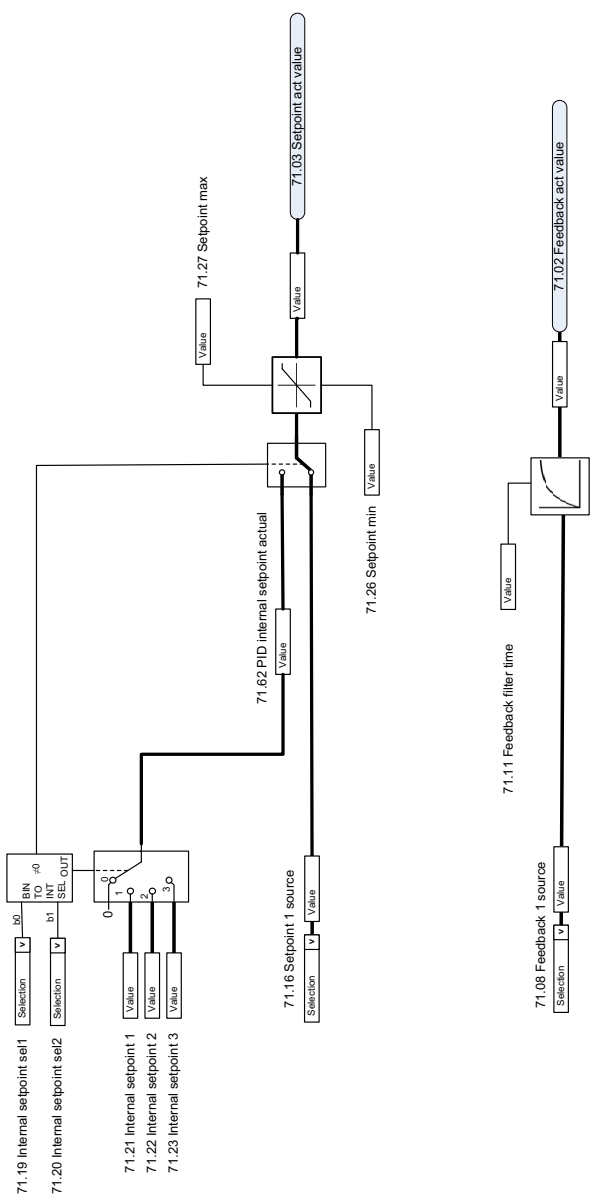 71.19 Internal setpoint sel1
Selection v
b0
71.20 Internal setpoint sel2
Selection v
b1
BIN
TO
INT
SEL
≠0
OUT
0
0
1
2
3
71.21 Internal setpoint 1
Value
71.22 Internal setpoint 2
Value
71.23 Internal setpoint 3
Value
71.62 PID internal setpoint actual
Value
71.16 Setpoint 1 source
Selection v
Value
71.27 Setpoint max
Value
71.26 Setpoint min
Value
Value
71.03 Setpoint act value
71.11 Feedback filter time
Value
71.08 Feedback 1 source
Selection v
Value
Value
71.02 Feedback act value